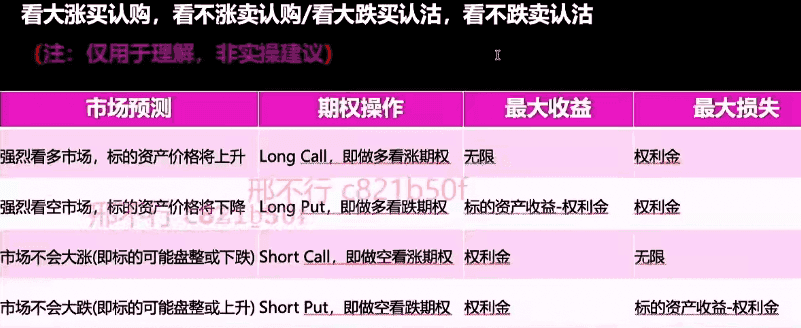 看大涨买认购，看不涨卖认购/看大跌买认沽，看不跌卖认沽
(注：仅用于理解，非实操建议)
市场预测 期权操作 最大收益 最大损失
强烈看多市场，标的资产价格将上升 Long Call，即做多看涨期权 无限 权利金
邢不行 c821b50f
强烈看空市场，标的资产价格将下降 Long Put，即做多看跌期权 标的资产收益-权利金 权利金
邢不行 c821b50f
市场不会大涨(即标的可能盘整或下跌) Short Call，即做空看涨期权 权利金 无限
市场不会大跌(即标的可能盘整或上升) Short Put，即做空看跌期权 权利金 标的资产收益-权利金